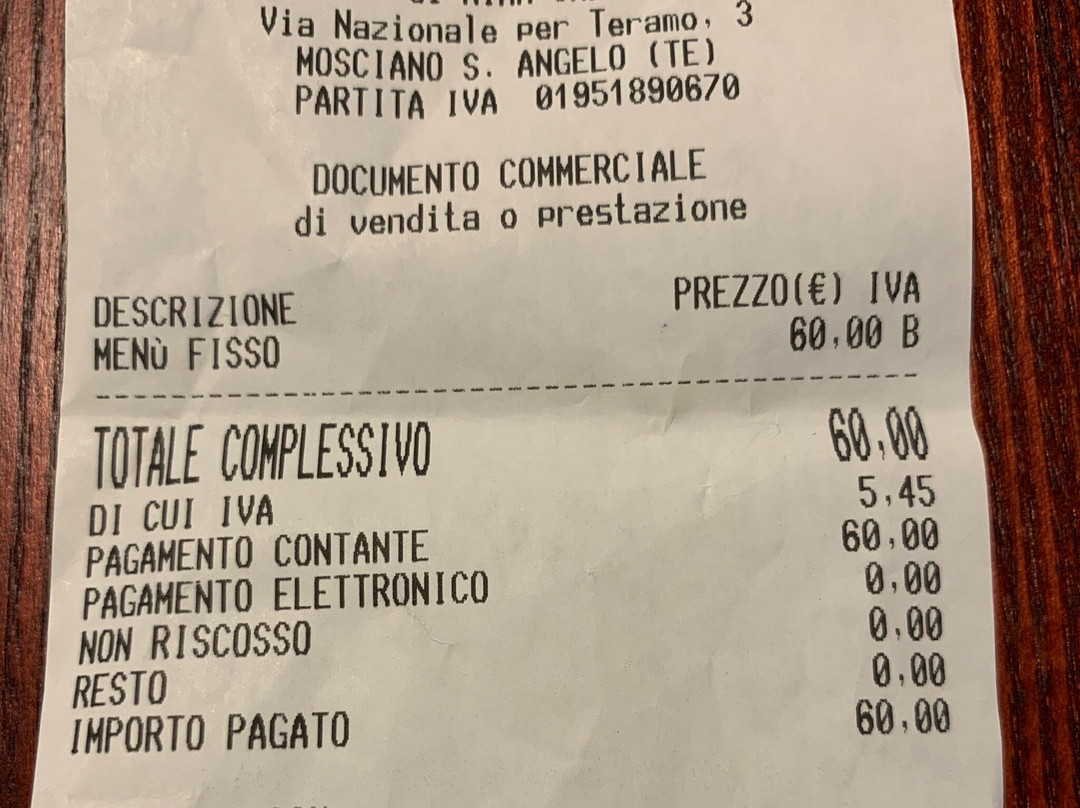 Via Nazionale per Teramo, 3
MOSCIANO S. ANGELO (TE)
PARTITA IVA 01951890670
DOCUMENTO COMMERCIALE
di vendita o prestazione
DESCRIZIONE PREZZO(€) IVA
MENù FISSO 60,00 B
TOTALE COMPLESSIVO 60,00
DI CUI IVA 5,45
PAGAMENTO CONTANTE 60,00
PAGAMENTO ELETTRONICO 0,00
NON RISCOSSO 0,00
RESTO 0,00
IMPORTO PAGATO 60,00